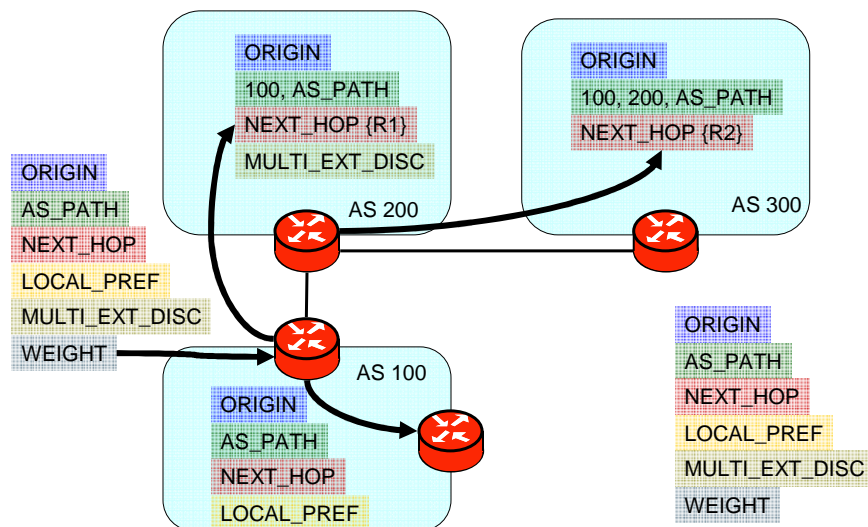 ORIGIN
100, AS_PATH
NEXT_HOP {R1}
MULTI_EXT_DISC
AS 200
ORIGIN
100, 200, AS_PATH
NEXT_HOP {R2}
AS 300
ORIGIN
AS_PATH
NEXT_HOP
LOCAL_PREF
MULTI_EXT_DISC
WEIGHT
AS 100
ORIGIN
AS_PATH
NEXT_HOP
LOCAL_PREF
ORIGIN
AS_PATH
NEXT_HOP
LOCAL_PREF
MULTI_EXT_DISC
WEIGHT